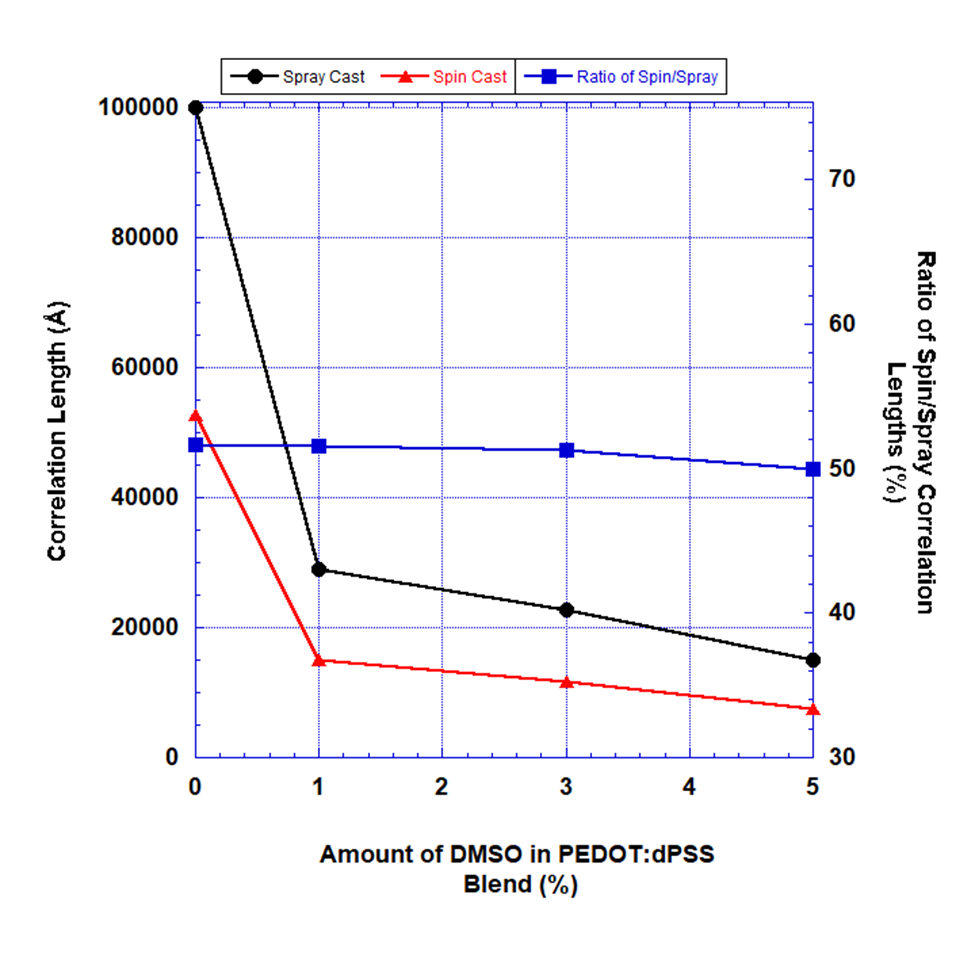 Spray Cast Spin Cast Ratio of Spin/Spray
100000
80000
60000
40000
20000
0
Correlation Length (Å)
70
60
50
40
30
Ratio of Spin/Spray Correlation
Lengths (%)
0 1 2 3 4 5
Amount of DMSO in PEDOT:dPSS
Blend (%)